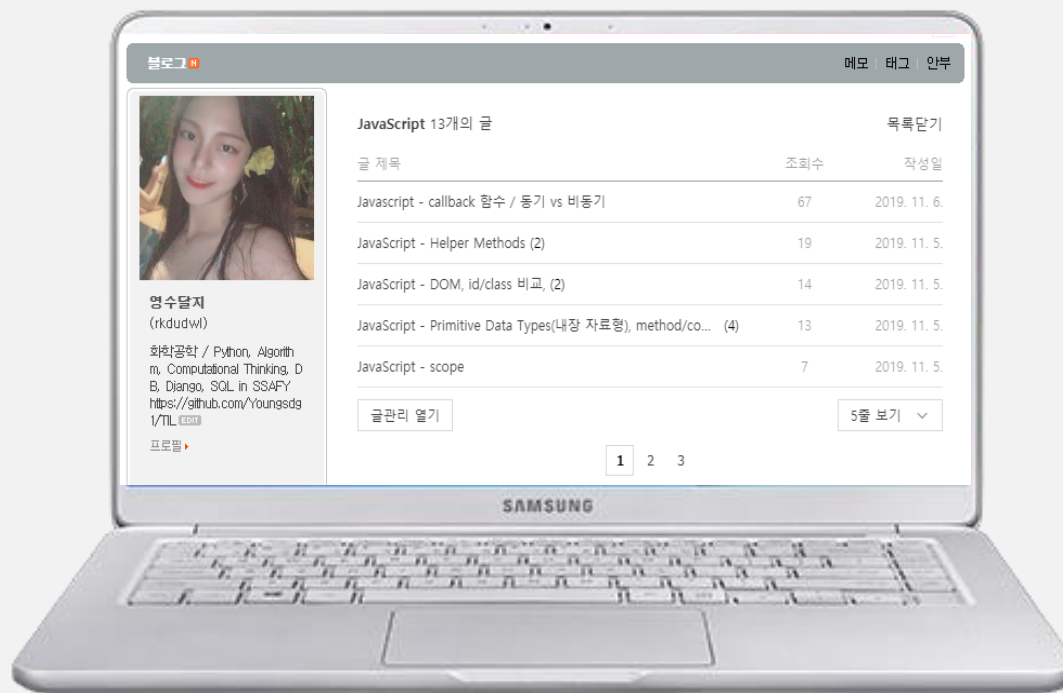 블로그 N
메모 | 태그 | 안부
JavaScript 13개의 글 목록닫기
글 제목 조회수 작성일
Javascript - callback 함수 / 동기 vs 비동기 67 2019. 11. 6.
JavaScript - Helper Methods (2) 19 2019. 11. 5.
JavaScript - DOM, id/class 비교, (2) 14 2019. 11. 5.
JavaScript - Primitive Data Types(내장 자료형), method/co... (4) 13 2019. 11. 5.
JavaScript - scope 7 2019. 11. 5.
글관리 열기 5줄 보기
1 2 3
영수달지
(rkdudwl)
화학공학 / Python, Algorith
m, Computational Thinking, D
B, Django, SQL in SSAFY
https://github.com/Youngsdg
1/TIL EDIT
프로필
SAMSUNG